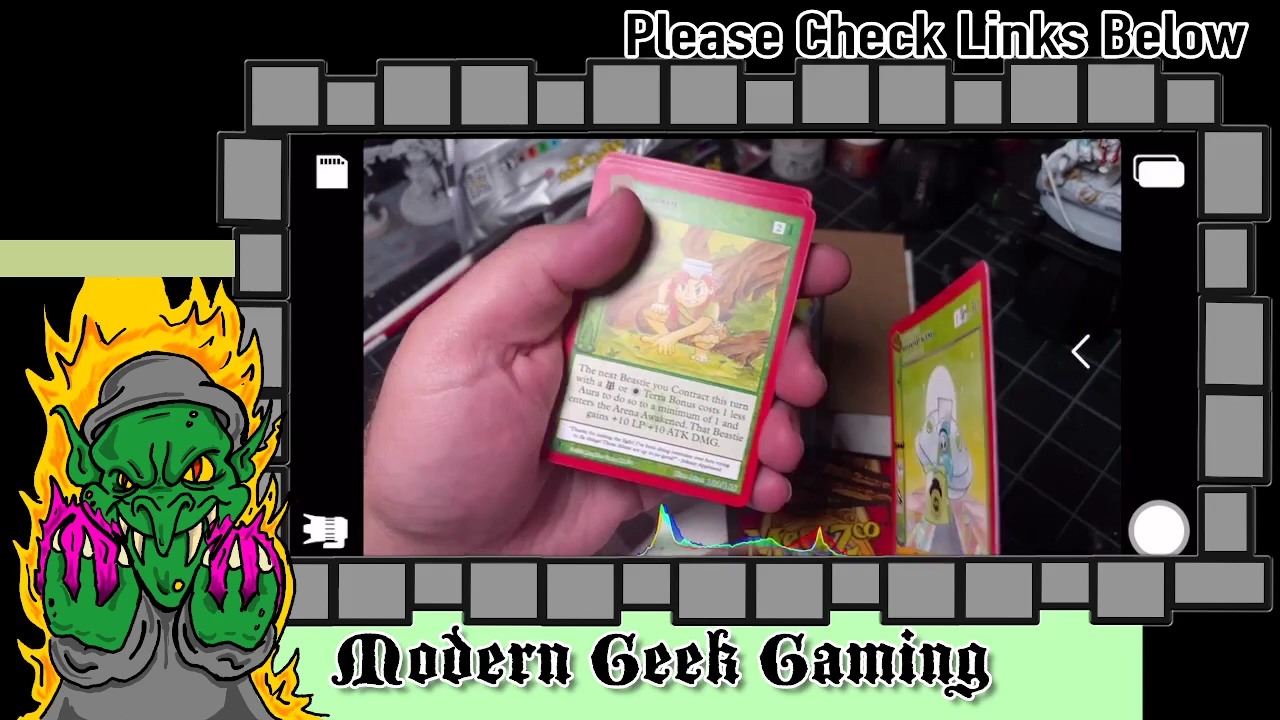 Please Check Links Below
2
The next Beastie you Contract this turn
with a or Terra Bonus costs 1 less
Aura to do so to a minimum of 1 and
enters the Arena Awakened. That Beastie
gains +10 LP +10 ATK DMG.
Modern Geek Gaming